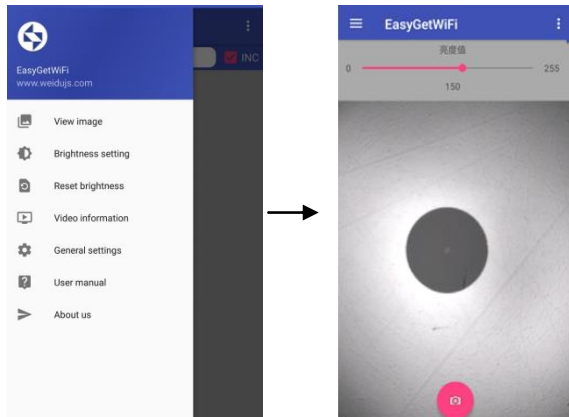 EasyGetWiFi
www.weidujs.com
INC
View image
Brightness setting
Reset brightness
Video information
General settings
User manual
About us
EasyGetWiFi
亮度值
0 255
150